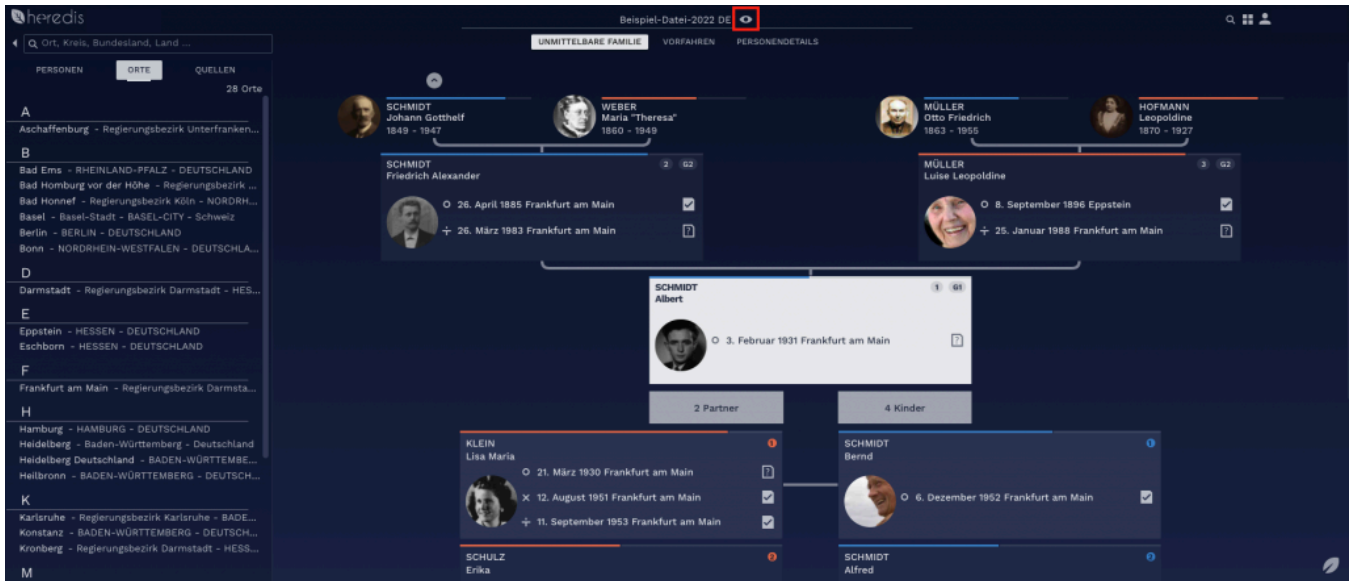 heredis
Beispiel-Datei-2022 DE
Ort, Kreis, Bundesland, Land ...
UNMITTELBARE FAMILIE VORFAHREN PERSONENDETAILS
PERSONEN ORTE QUELLEN
28 Orte
A
Aschaffenburg - Regierungsbezirk Unterfranken...
B
Bad Ems - RHEINLAND-PFALZ - DEUTSCHLAND
Bad Homburg vor der Höhe - Regierungsbezirk ...
Bad Honnef - Regierungsbezirk Köln - NORDRH...
Basel - Basel-Stadt - BASEL-CITY - Schweiz
Berlin - BERLIN - DEUTSCHLAND
Bonn - NORDRHEIN-WESTFALEN - DEUTSCHLA...
D
Darmstadt - Regierungsbezirk Darmstadt - HES...
E
Eppstein - HESSEN - DEUTSCHLAND
Eschborn - HESSEN - DEUTSCHLAND
F
Frankfurt am Main - Regierungsbezirk Darmsta...
H
Hamburg - HAMBURG - DEUTSCHLAND
Heidelberg - Baden-Württemberg - Deutschland
Heidelberg Deutschland - BADEN-WÜRTTEMBE...
Heilbronn - BADEN-WÜRTTEMBERG - DEUTSCH...
K
Karlsruhe - Regierungsbezirk Karlsruhe - BADE...
Konstanz - BADEN-WÜRTTEMBERG - DEUTSCH...
Kronberg - Regierungsbezirk Darmstadt - HESS...
M
SCHMIDT
Johann Gotthelf
1849 - 1947
WEBER
Maria "Theresa"
1860 - 1949
MÜLLER
Otto Friedrich
1863 - 1955
HOFMANN
Leopoldine
1870 - 1927
SCHMIDT 2 G2
Friedrich Alexander
26. April 1885 Frankfurt am Main
26. März 1983 Frankfurt am Main ?
MÜLLER 3 G2
Luise Leopoldine
8. September 1896 Eppstein
25. Januar 1988 Frankfurt am Main ?
SCHMIDT 1 G1
Albert
3. Februar 1931 Frankfurt am Main ?
2 Partner
4 Kinder
KLEIN 1
Lisa Maria
21. März 1930 Frankfurt am Main ?
12. August 1951 Frankfurt am Main
11. September 1953 Frankfurt am Main
SCHMIDT 1
Bernd
6. Dezember 1952 Frankfurt am Main
SCHULZ 2
Erika
SCHMIDT 2
Alfred